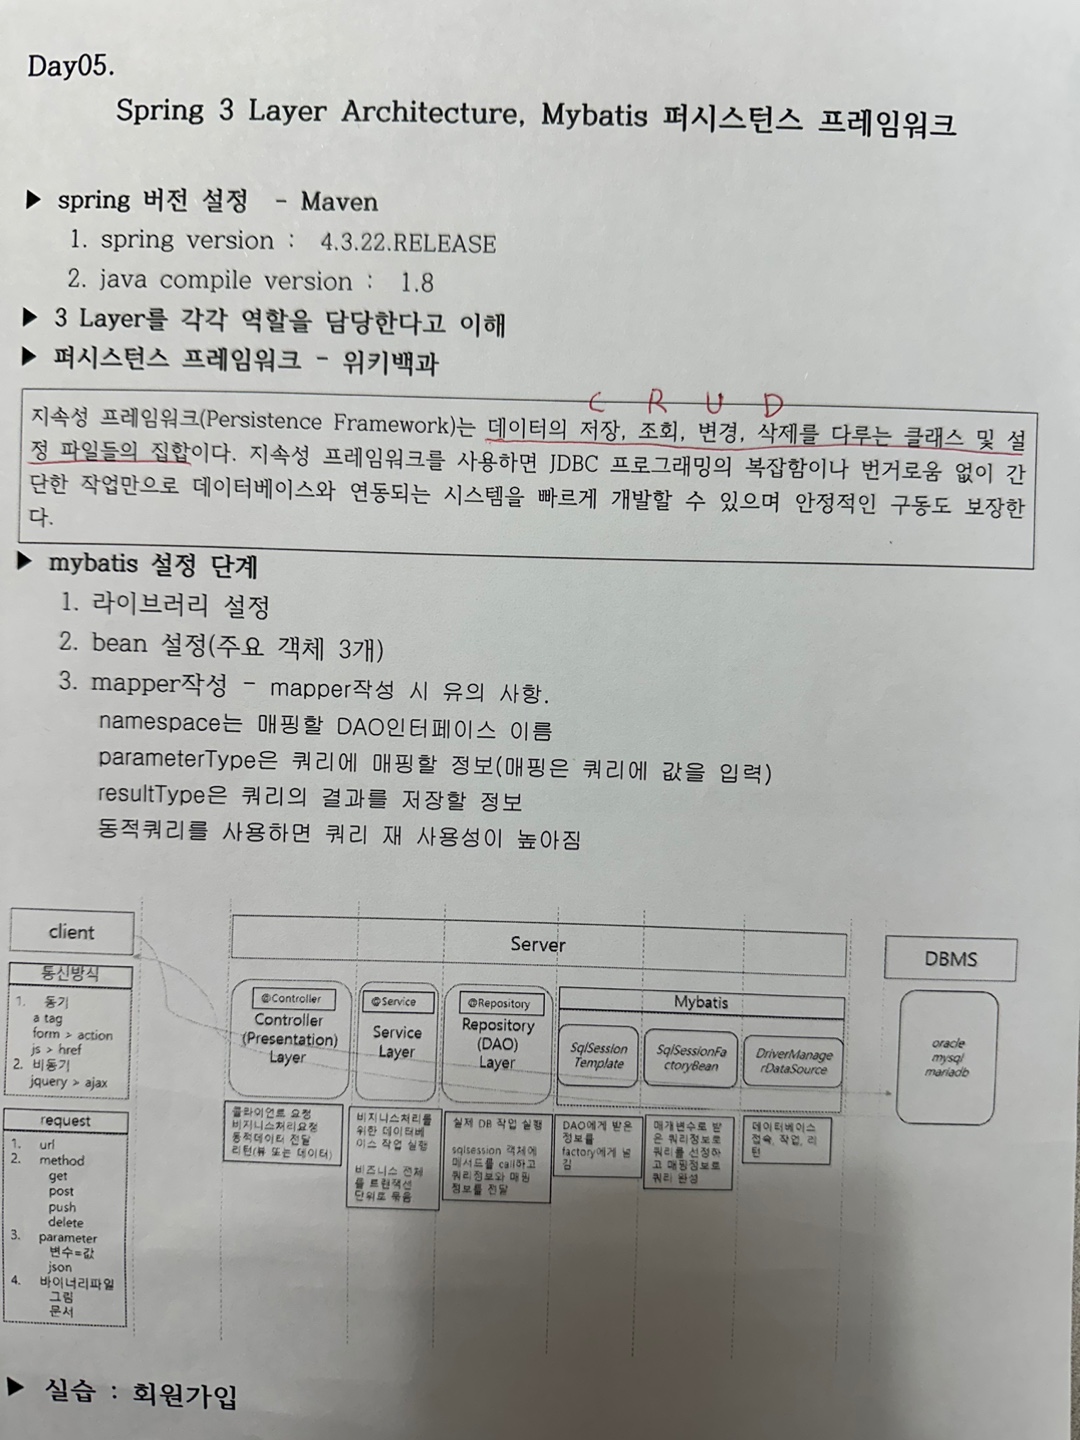 Day05.
Spring 3 Layer Architecture, Mybatis 퍼시스턴스 프레임워크
▶ spring 버전 설정 - Maven
1. spring version : 4.3.22.RELEASE
2. java compile version : 1.8
▶ 3 Layer를 각각 역할을 담당한다고 이해
▶ 퍼시스턴스 프레임워크 - 위키백과
C R U D
지속성 프레임워크(Persistence Framework)는 데이터의 저장, 조회, 변경, 삭제를 다루는 클래스 및 설
정 파일들의 집합이다. 지속성 프레임워크를 사용하면 JDBC 프로그래밍의 복잡함이나 번거로움 없이 간
단한 작업만으로 데이터베이스와 연동되는 시스템을 빠르게 개발할 수 있으며 안정적인 구동도 보장한
다.
▶ mybatis 설정 단계
1. 라이브러리 설정
2. bean 설정(주요 객체 3개)
3. mapper작성 - mapper작성 시 유의 사항.
namespace는 매핑할 DAO인터페이스 이름
parameterType은 쿼리에 매핑할 정보(매핑은 쿼리에 값을 입력)
resultType은 쿼리의 결과를 저장할 정보
동적쿼리를 사용하면 쿼리 재 사용성이 높아짐
client
통신방식
1. 동기
a tag
form > action
js > href
2. 비동기
jquery > ajax
request
1. url
2. method
get
post
push
delete
3. parameter
변수=값
json
4. 바이너리파일
그림
문서
Server
@Controller
Controller
(Presentation)
Layer
클라이언트 요청
비지니스처리요청
동적데이터 전달
리턴(뷰 또는 데이터)
@Service
Service
Layer
비지니스처리를
위한 데이터베
이스 작업 실행
비즈니스 전체
를 트랜잭션
단위로 묶음
@Repository
Repository
(DAO)
Layer
실제 DB 작업 실행
sqlsession 객체에
메서드를 call하고
쿼리정보와 매핑
정보를 전달
Mybatis
SqlSession
Template
DAO에게 받은
정보를
factory에게 넘
김
SqlSessionFa
ctoryBean
매개변수로 받
은 쿼리정보로
쿼리를 선정하
고 매핑정보로
쿼리 완성
DriverManage
rDataSource
데이터베이스
접속, 작업, 리
턴
DBMS
oracle
mysql
mariadb
▶ 실습 : 회원가입